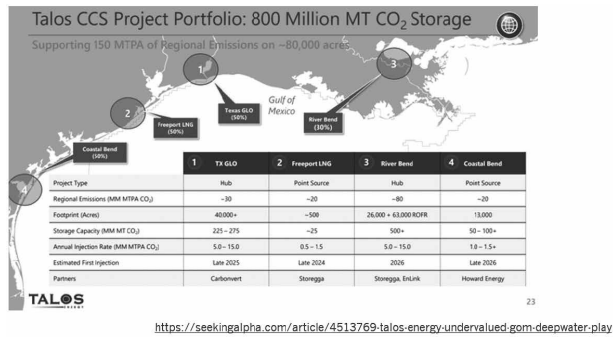 Talos CCS Project Portfolio: 800 Million MT CO₂ Storage
Supporting 150 MTPA of Regional Emissions on ~80,000 acres
1
3
Gulf of
Mexico
Texas GLO
(50%)
2
Freeport LNG
(50%)
River Bend
(30%)
Coastal Bend
(50%)
4
1 TX GLO 2 Freeport LNG 3 River Bend 4 Coastal Bend
Project Type Hub Point Source Hub Point Source
Regional Emissions (MM MTPA CO₂) ~30 ~20 ~80 ~20
Footprint (Acres) 40.000+ ~500 26,000 + 63,000 ROFR 13,000
Storage Capacity (MM MT CO₂) 225 – 275 ~25 500+ 50 – 100+
Annual Injection Rate (MM MTPA CO₂) 5.0 – 15.0 0.5 – 1.5 5.0 – 15.0 1.0 – 1.5+
Estimated First Injection Late 2025 Late 2024 2026 Late 2026
Partners Carbonvert Storegga Storegga, EnLink Howard Energy
TALOS
ENERGY
23
https://seekingalpha.com/article/4513769-talos-energy-undervalued-gom-deepwater-play